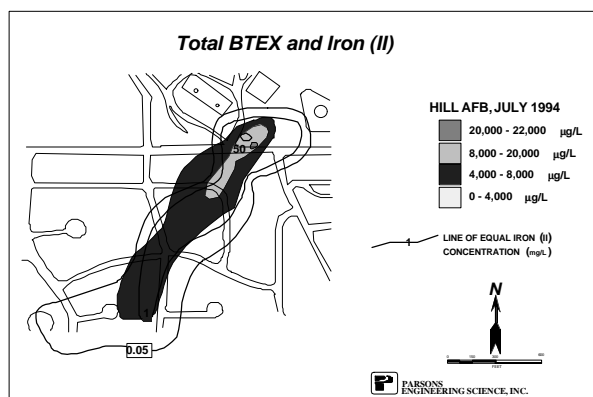 Total BTEX and Iron (II)
HILL AFB, JULY 1994
20,000 - 22,000 µg/L
8,000 - 20,000 µg/L
4,000 - 8,000 µg/L
0 - 4,000 µg/L
50
1
LINE OF EQUAL IRON (II)
CONCENTRATION (mg/L)
1
0.05
N
FEET
PARSONS
ENGINEERING SCIENCE, INC.